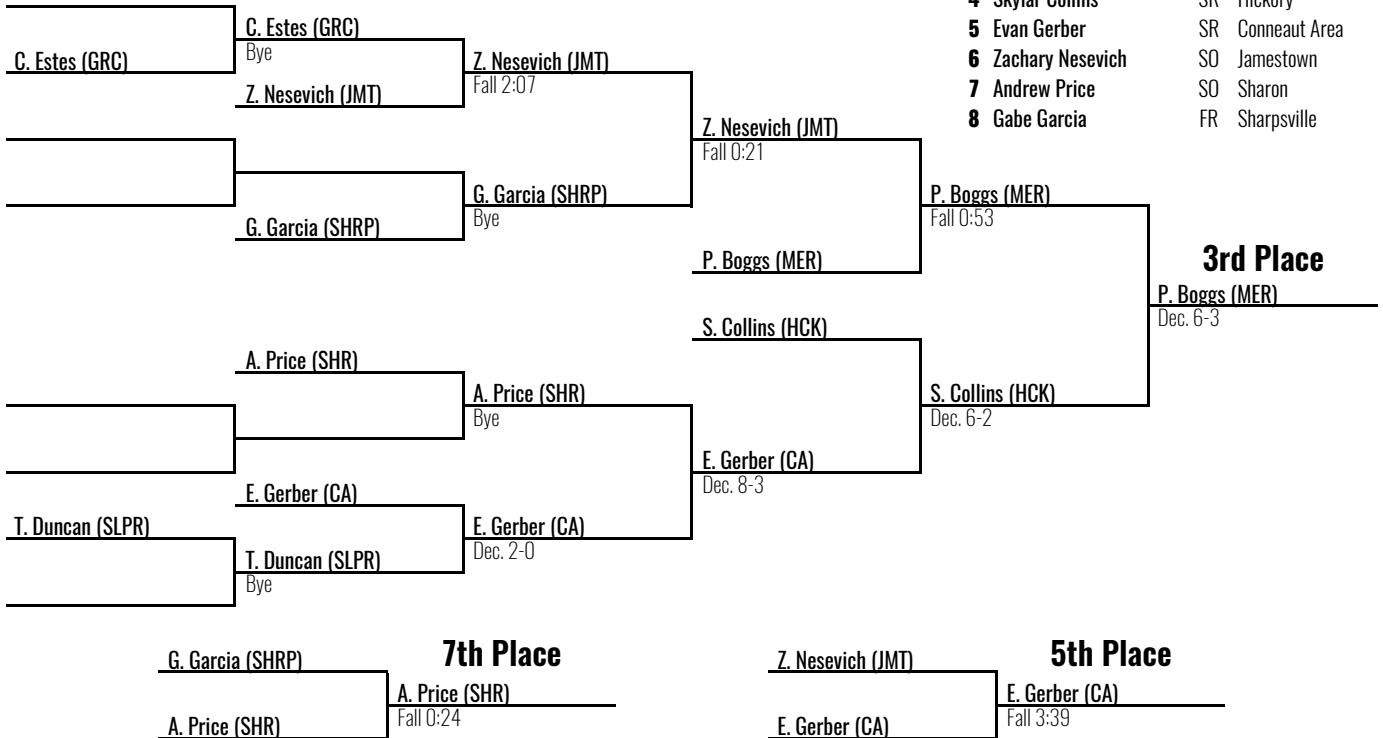 4 Skylar Collins SR Hickory
5 Evan Gerber SR Conneaut Area
6 Zachary Nesevich SO Jamestown
7 Andrew Price SO Sharon
8 Gabe Garcia FR Sharpsville
C. Estes (GRC)
C. Estes (GRC)
Bye
Z. Nesevich (JMT)
Z. Nesevich (JMT)
Fall 2:07
Z. Nesevich (JMT)
Fall 0:21
G. Garcia (SHRP)
G. Garcia (SHRP)
Bye
P. Boggs (MER)
P. Boggs (MER)
Fall 0:53
3rd Place
P. Boggs (MER)
Dec. 6-3
S. Collins (HCK)
S. Collins (HCK)
Dec. 6-2
A. Price (SHR)
A. Price (SHR)
Bye
E. Gerber (CA)
Dec. 8-3
E. Gerber (CA)
E. Gerber (CA)
Dec. 2-0
T. Duncan (SLPR)
T. Duncan (SLPR)
Bye
7th Place
G. Garcia (SHRP)
A. Price (SHR)
Fall 0:24
A. Price (SHR)
5th Place
Z. Nesevich (JMT)
E. Gerber (CA)
Fall 3:39
E. Gerber (CA)